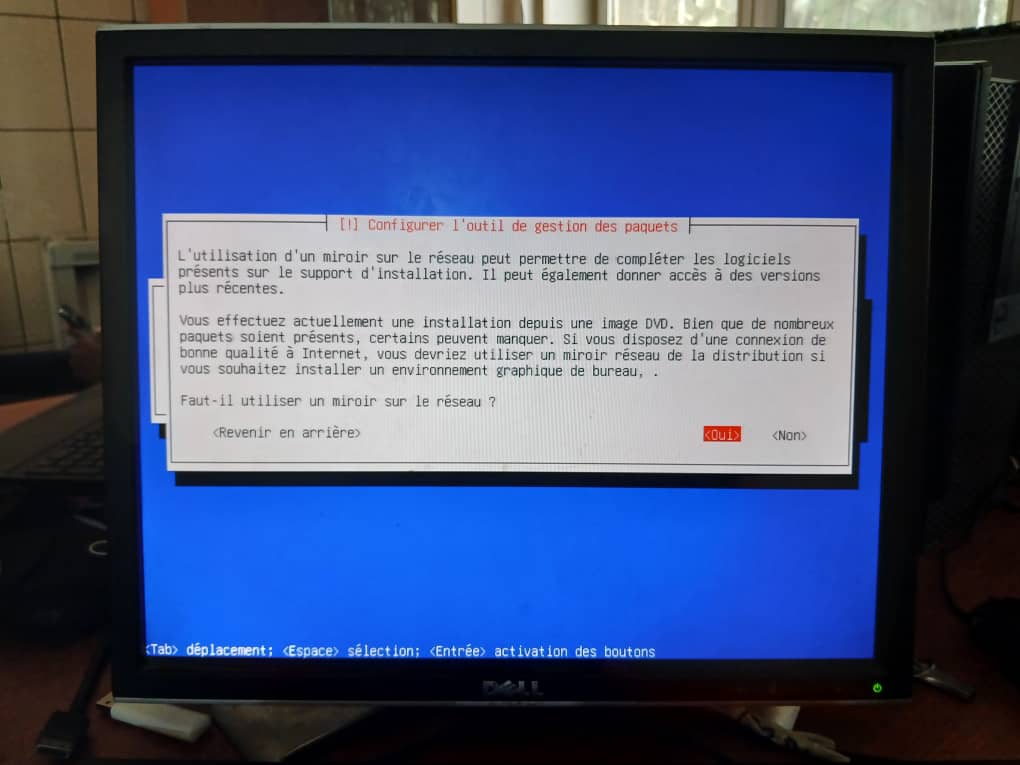 [!] Configurer l'outil de gestion des paquets
L'utilisation d'un miroir sur le réseau peut permettre de compléter les logiciels
présents sur le support d'installation. Il peut également donner accès à des versions
plus récentes.
Vous effectuez actuellement une installation depuis une image DVD. Bien que de nombreux
paquets soient présents, certains peuvent manquer. Si vous disposez d'une connexion de
bonne qualité à Internet, vous devriez utiliser un miroir réseau de la distribution si
vous souhaitez installer un environnement graphique de bureau, .
Faut-il utiliser un miroir sur le réseau ?
<Revenir en arrière> <Oui> <Non>
<Tab> déplacement; <Espace> sélection; <Entrée> activation des boutons
DELL